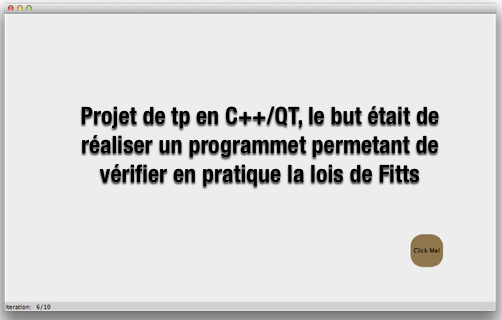 Projet de tp en C++/QT, le but était de
réaliser un programmet permetant de
vérifier en pratique la lois de Fitts
Click Me!
Iteration: 6/10